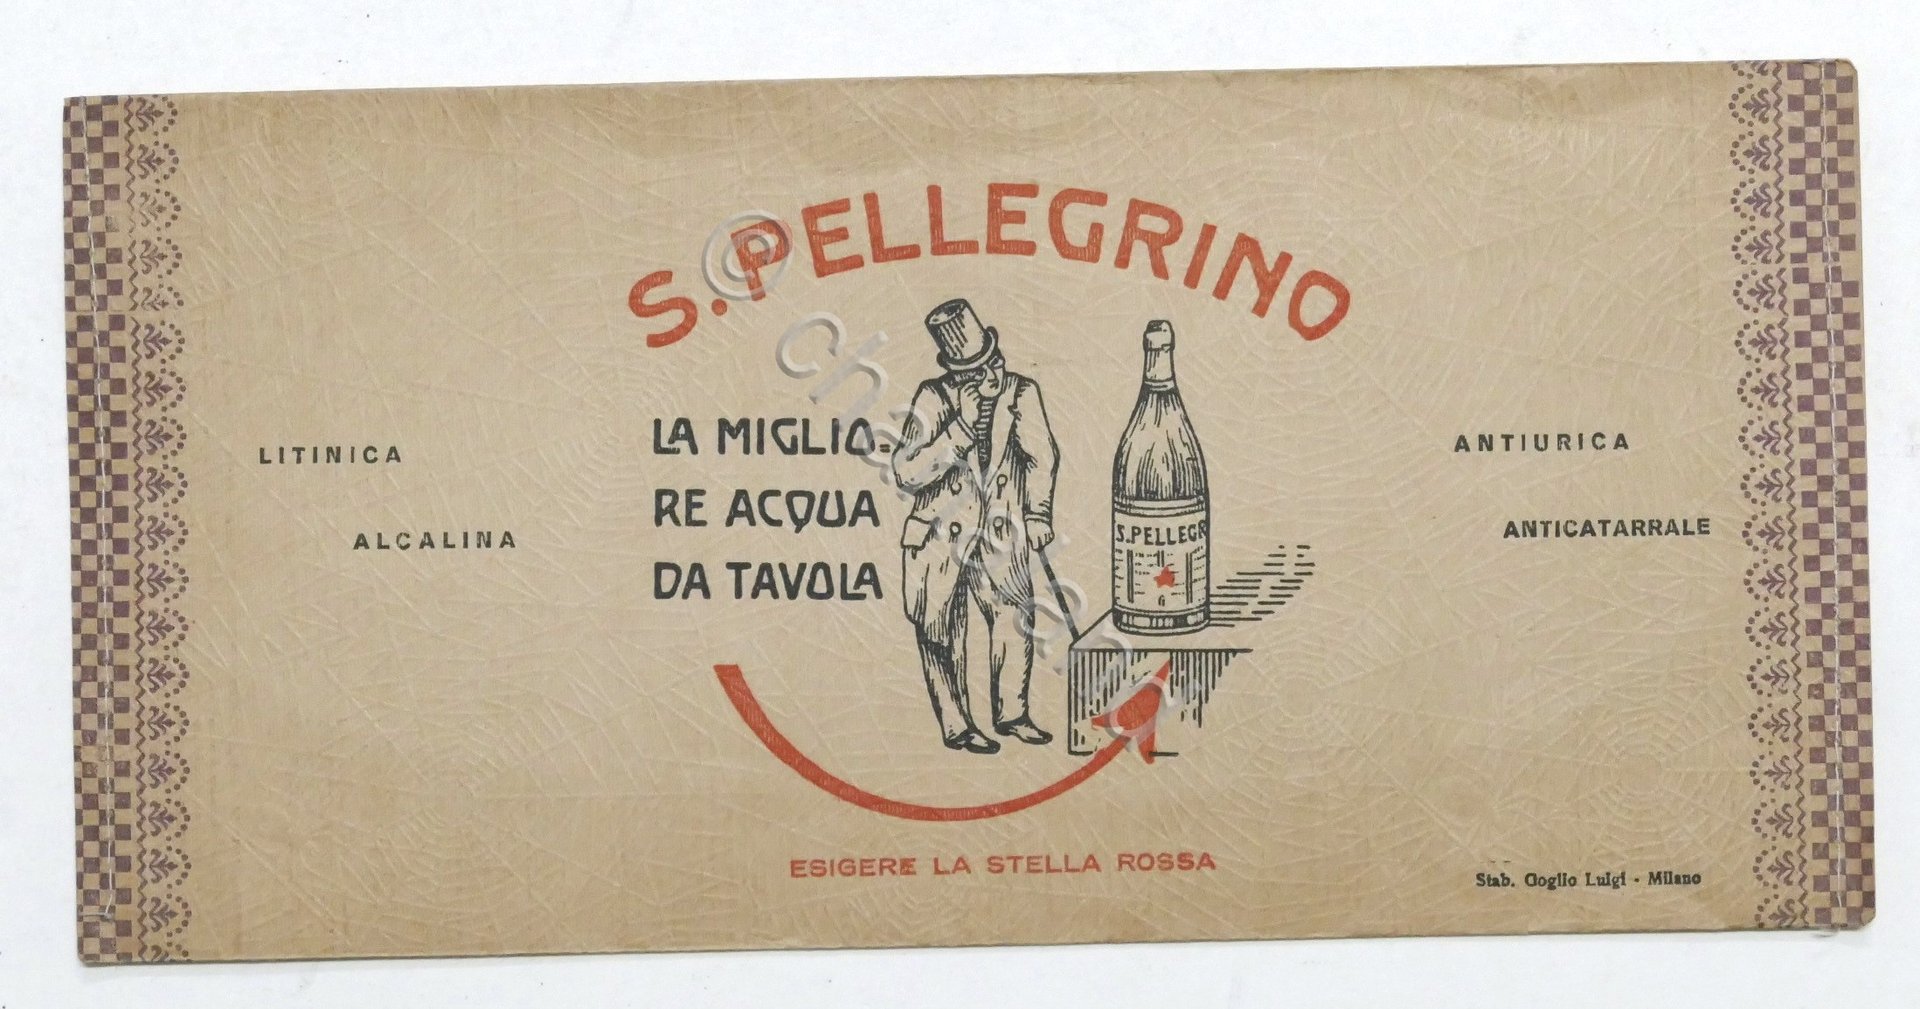 S. PELLEGRINO
LITINICA
ALCALINA
LA MIGLIO=
RE ACQUA
DA TAVOLA
S. PELLEGR
G
ANTIURICA
ANTICATARRALE
ESIGERE LA STELLA ROSSA
Stab. Goglio Luigi - Milano
© chartaland